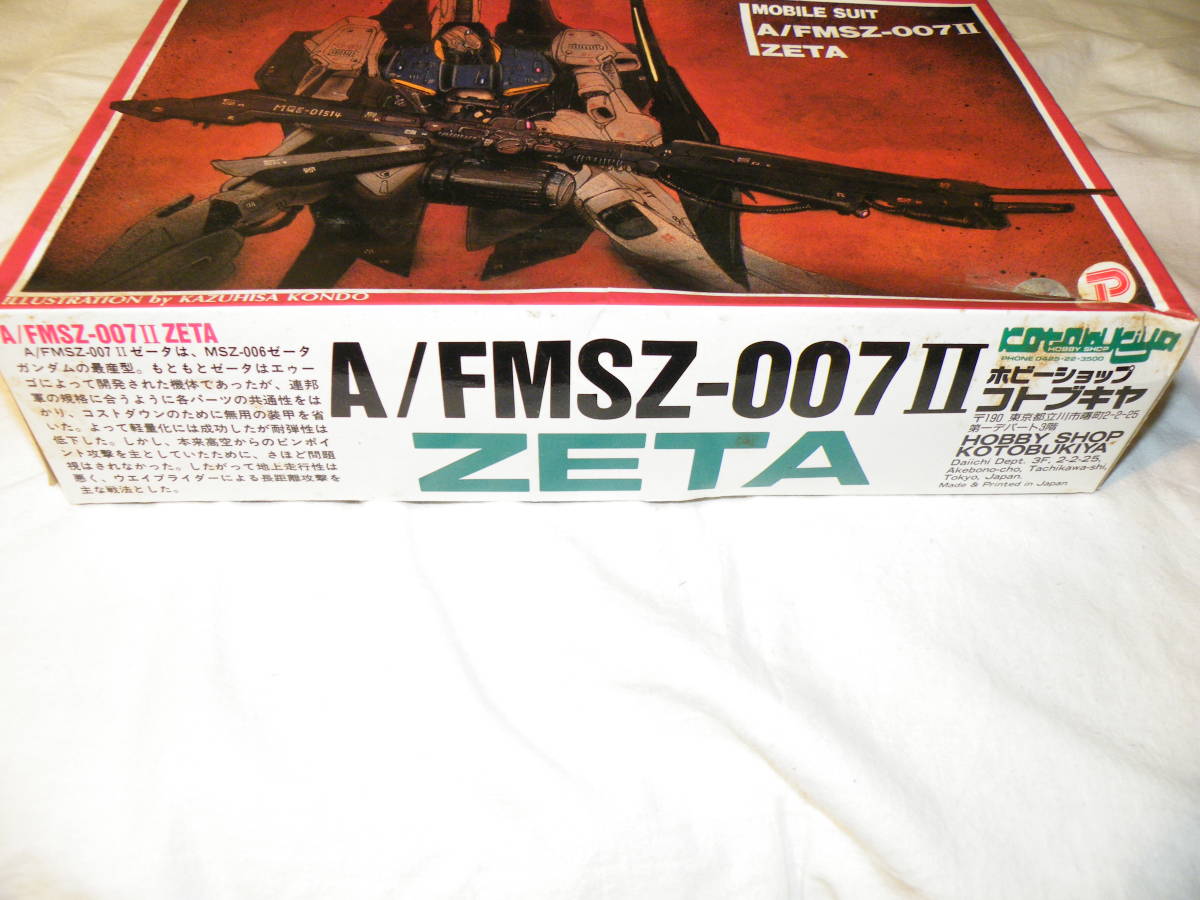 MOBILE SUIT
A/FMSZ-007II
ZETA
MQE-01514
ILLUSTRATION by KAZUHISA KONDO
A/FMSZ-007II ZETA
A/FMSZ-007 IIゼータは、MSZ-006ゼータ
ガンダムの最産型。もともとゼータはエゥー
ゴによって開発された機体であったが、連邦
軍の規格に合うように各パーツの共通性をは
かり、コストダウンのために無用の装甲を省
いた。よって軽量化には成功したが耐弾性は
低下した。しかし、本来高空からのピンポイ
ント攻撃を主としていたために、さほど問題
視はされなかった。したがって地上走行性は
悪く、ウエイブライダーによる長距離攻撃を
主な戦法とした。
A/FMSZ-007II
ZETA
kotobukiya
HOBBY SHOP
PHONE 0425-22-3500
ホビーショップ
コトブキヤ
〒190 東京都立川市曙町2-2-25
第一デパート3階
HOBBY SHOP
KOTOBUKIYA
Daiichi Dept. 3F, 2-2-25,
Akebono-cho, Tachikawa-shi,
Tokyo, Japan.
Made & Printed in Japan